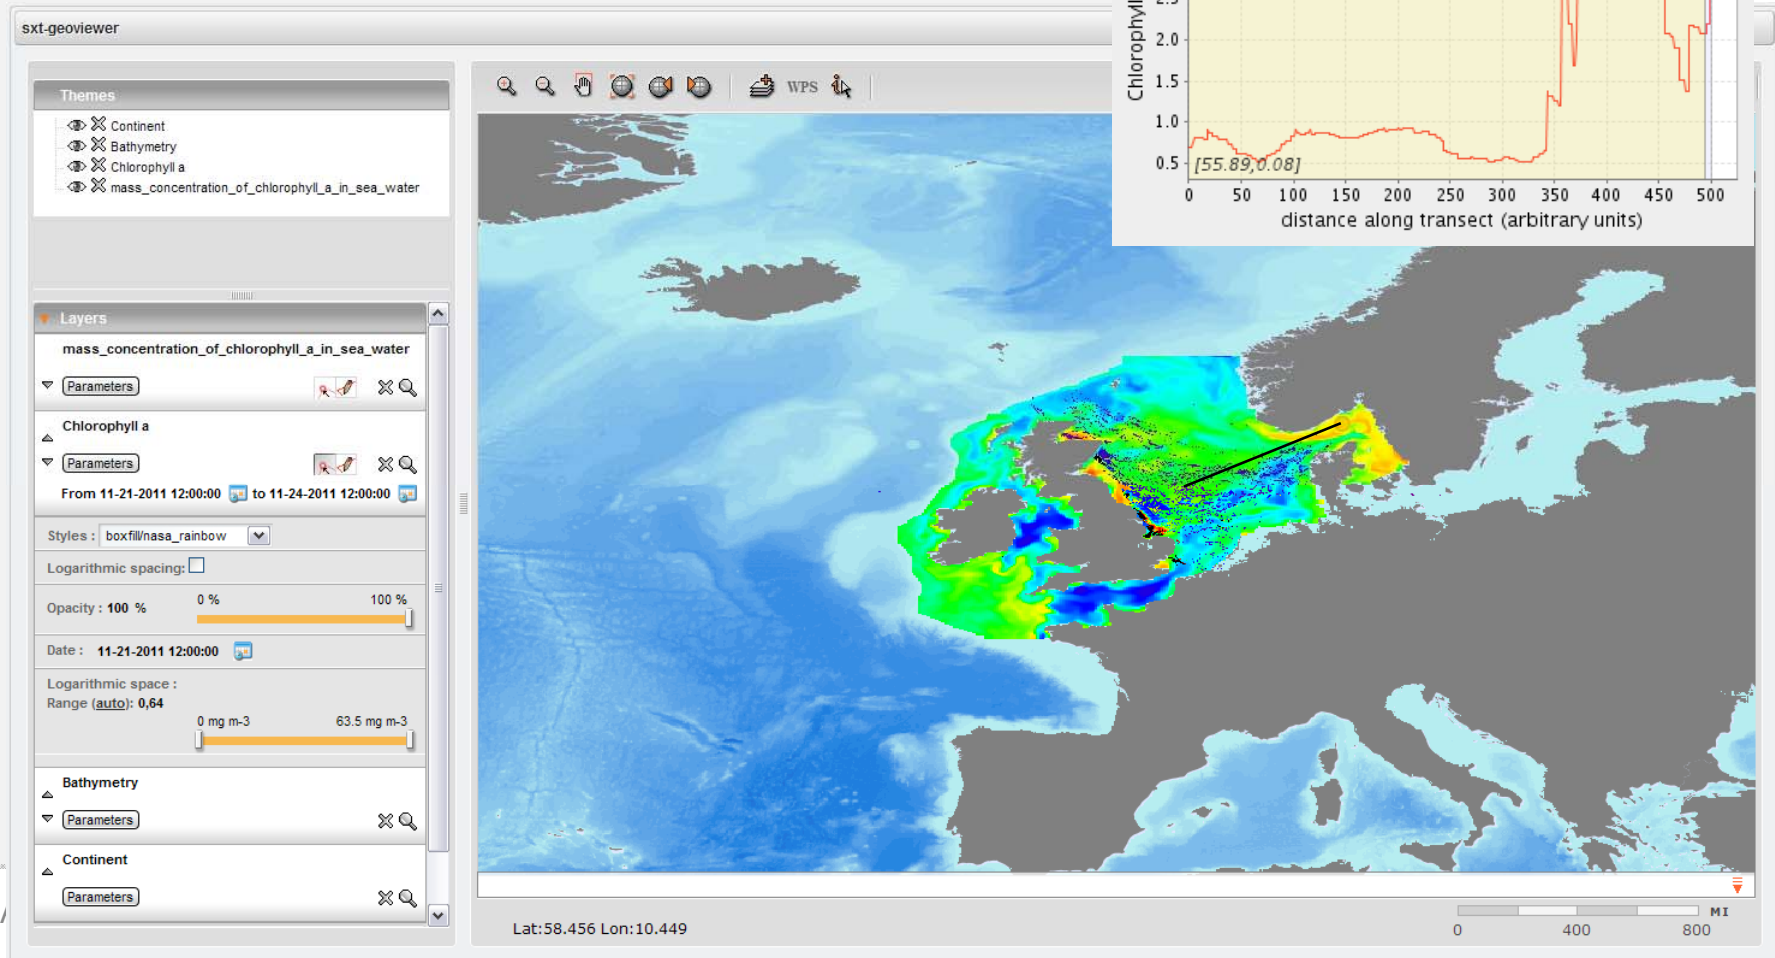 sxt-geoviewer
Themes
Continent
Bathymetry
Chlorophyll a
mass_concentration_of_chlorophyll_a_in_sea_water
Layers
mass_concentration_of_chlorophyll_a_in_sea_water
Parameters
Chlorophyll a
Parameters
From 11-21-2011 12:00:00 to 11-24-2011 12:00:00
Styles : boxfill/nasa_rainbow
Logarithmic spacing:
Opacity : 100 % 0 % 100 %
Date : 11-21-2011 12:00:00
Logarithmic space :
Range (auto): 0,64
0 mg m-3 63.5 mg m-3
Bathymetry
Parameters
Continent
Parameters
WPS
Chlorophyll
2.5
2.0
1.5
1.0
0.5
[55.89,0.08]
0 50 100 150 200 250 300 350 400 450 500
distance along transect (arbitrary units)
Lat:58.456 Lon:10.449
MI
0 400 800